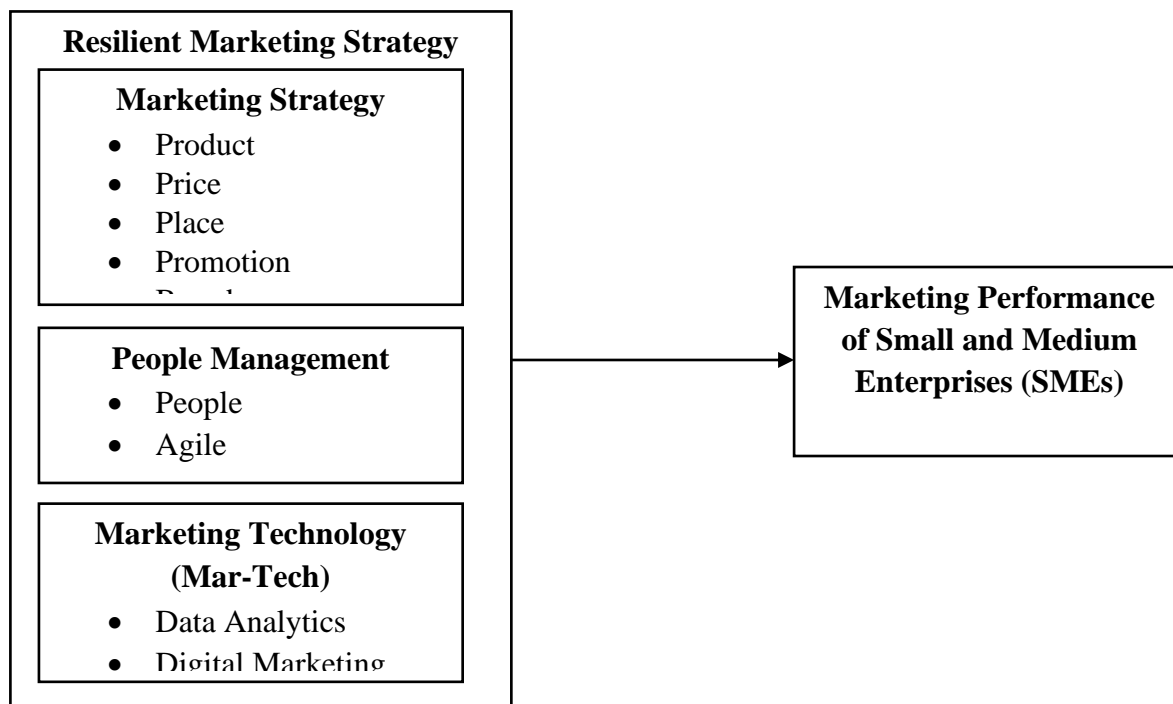 Resilient Marketing Strategy
Marketing Strategy
• Product
• Price
• Place
• Promotion
People Management
• People
• Agile
Marketing Technology
(Mar-Tech)
• Data Analytics
• Digital Marketing
Marketing Performance
of Small and Medium
Enterprises (SMEs)